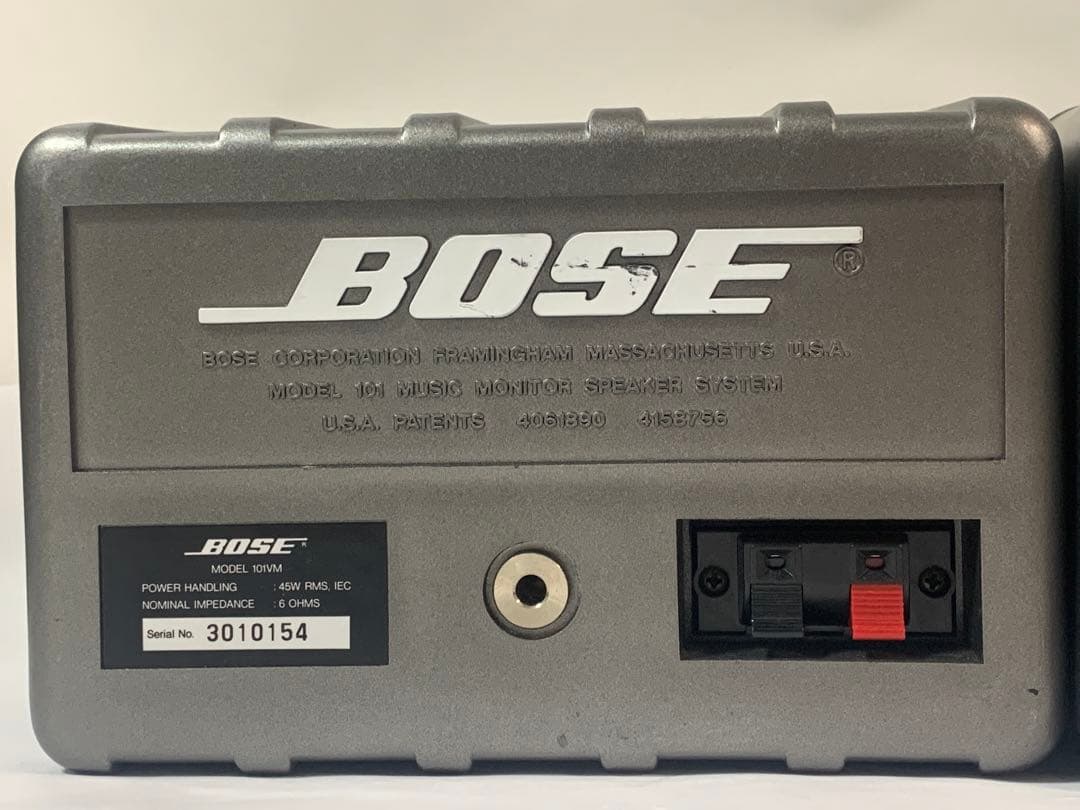 BOSE ®
BOSE CORPORATION FRAMINGHAM MASSACHUSETTS U.S.A.
MODEL 101 MUSIC MONITOR SPEAKER SYSTEM
U.S.A. PATENTS 4061890 4158756
BOSE ®
MODEL 101VM
POWER HANDLING : 45W RMS, IEC
NOMINAL IMPEDANCE : 6 OHMS
Serial No. 3010154